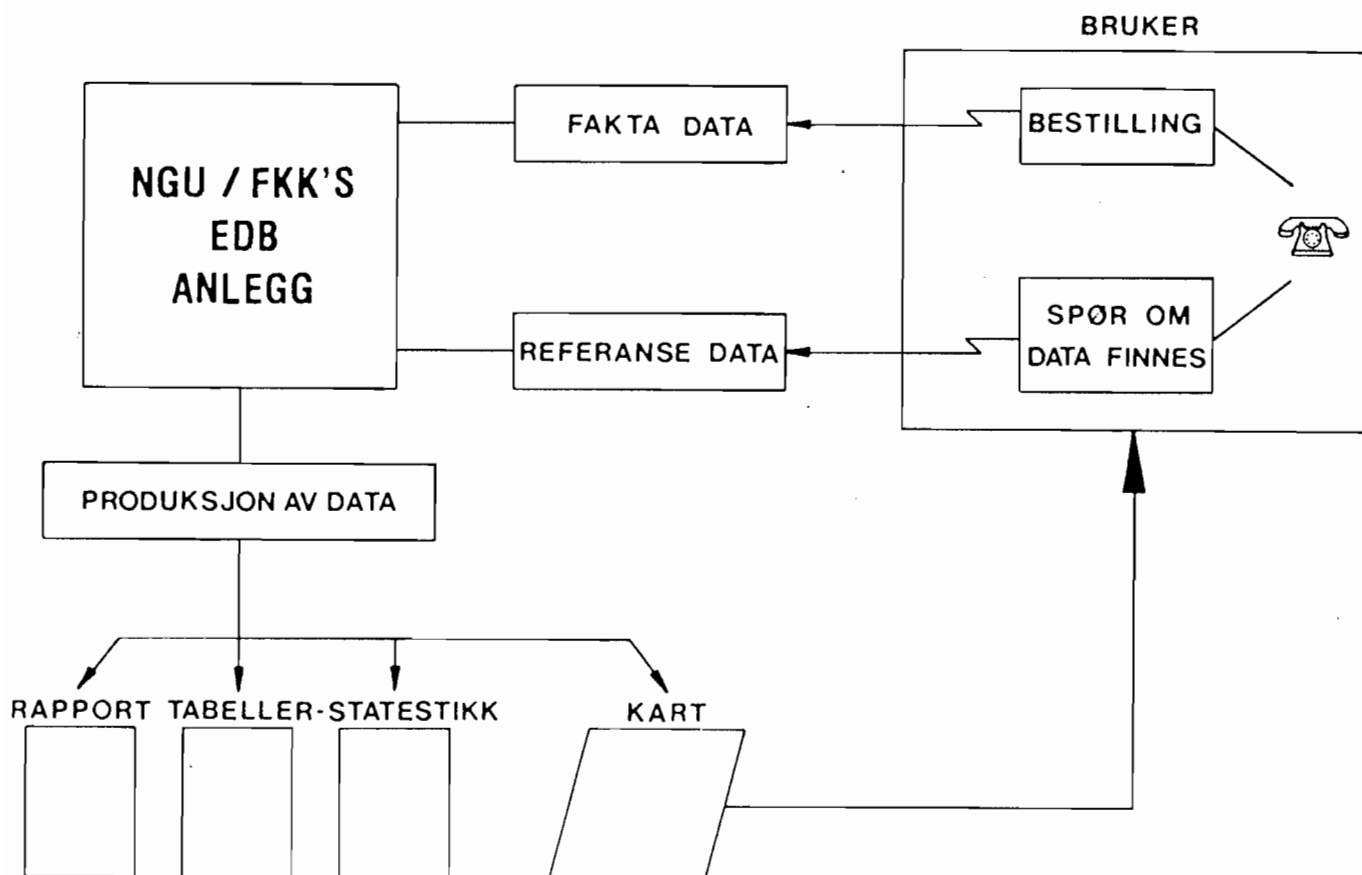 BRUKER
NGU / FKK'S
EDB
ANLEGG
FAKTA DATA
BESTILLING
REFERANSE DATA
SPØR OM
DATA FINNES
PRODUKSJON AV DATA
RAPPORT TABELLER-STATESTIKK KART